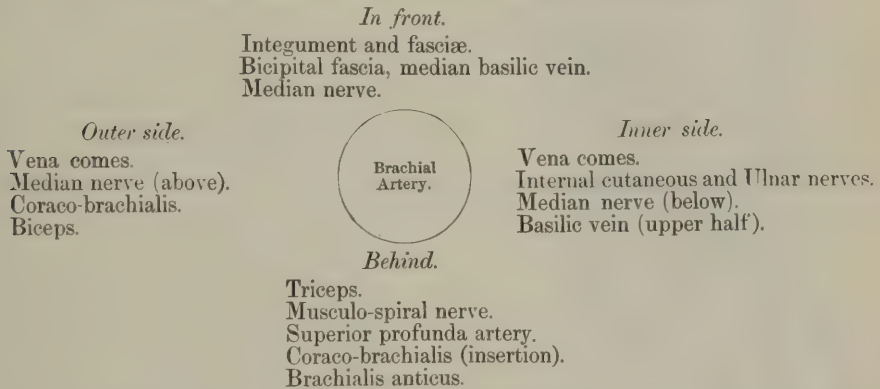 In front.
Integument and fasciæ.
Bicipital fascia, median basilic vein.
Median nerve.
Outer side.
Vena comes.
Median nerve (above).
Coraco-brachialis.
Biceps.
Brachial
Artery.
Inner side.
Vena comes.
Internal cutaneous and Ulnar nerves.
Median nerve (below).
Basilic vein (upper half).
Behind.
Triceps.
Musculo-spiral nerve.
Superior profunda artery.
Coraco-brachialis (insertion).
Brachialis anticus.